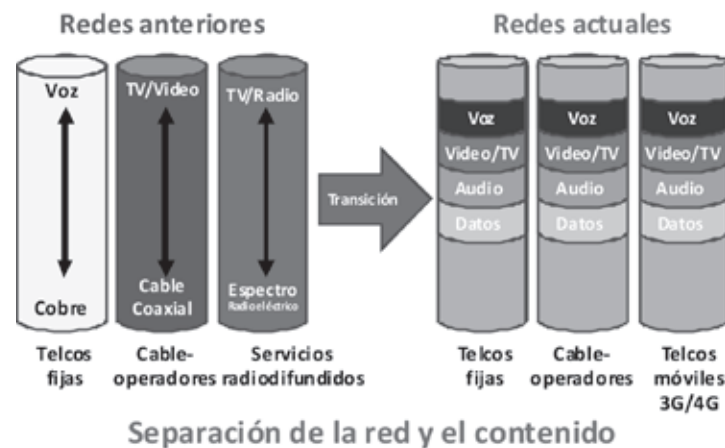 Redes anteriores
Redes actuales
Voz
TV/Video
TV/Radio
Cobre
Cable
Coaxial
Espectro
Radioeléctrico
Transición
Voz
Video/TV
Audio
Datos
Voz
Video/TV
Audio
Datos
Voz
Video/TV
Audio
Datos
Telcos
fijas
Cable-
operadores
Servicios
radiodifundidos
Telcos
fijas
Cable-
operadores
Telcos
móviles
3G/4G
Separación de la red y el contenido